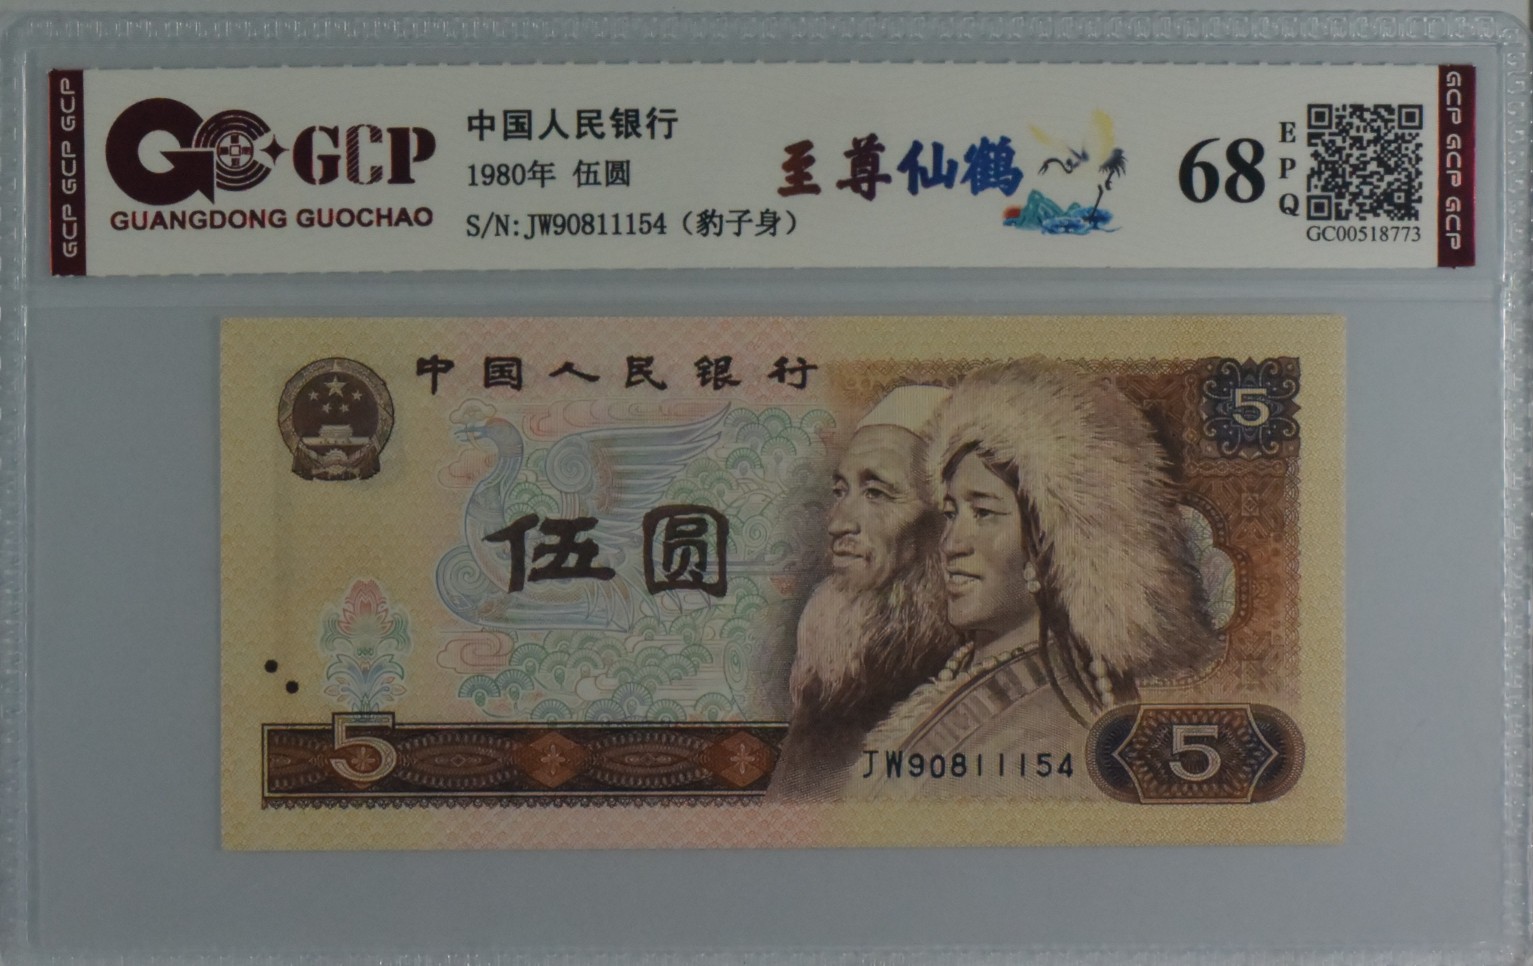 GCP GCP GCP
GCP
GUANGDONG GUOCHAO
中国人民银行
1980年 伍圆
S/N:JW90811154（豹子身）
至尊仙鹤
68
EPQ
GC00518773
GCP GCP GCP
中国人民银行
5
伍圆
5
JW90811154
5